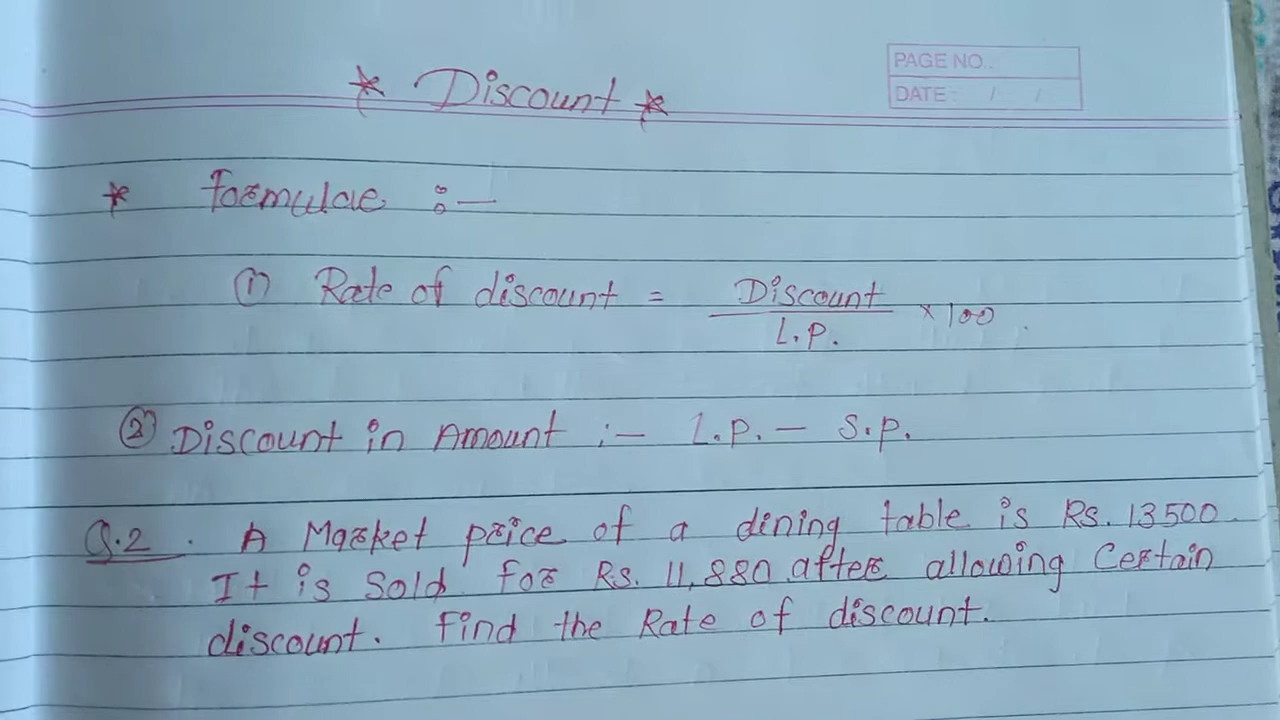 PAGE NO.:
DATE: / /
* Discount *
* Formulae :-
① Rate of discount = Discount / L.P. × 100
② Discount in Amount :- L.P. - S.P.
Q.2. A Market price of a dining table is Rs. 13500.
It is Sold for Rs. 11,880 after allowing Certain
discount. Find the Rate of discount.